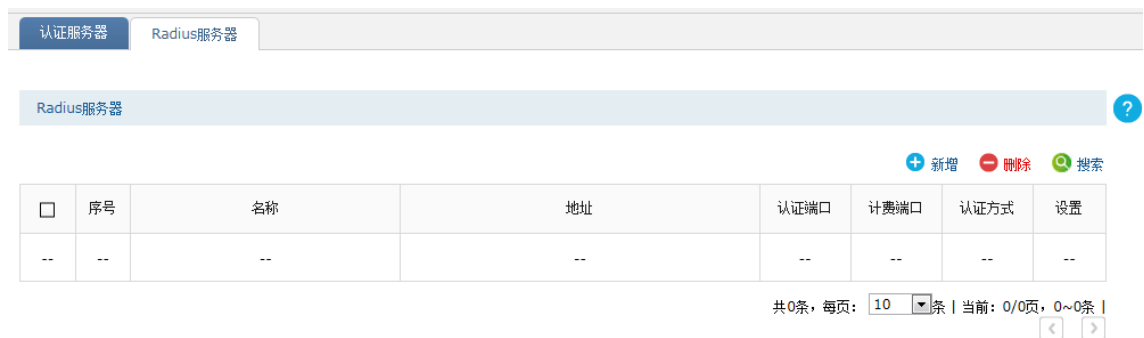 认证服务器 Radius服务器
Radius服务器
?
新增 删除 搜索
序号 名称 地址 认证端口 计费端口 认证方式 设置
-- -- -- -- -- -- -- --
共0条，每页： 10 条 | 当前：0/0页，0~0条 |
< >